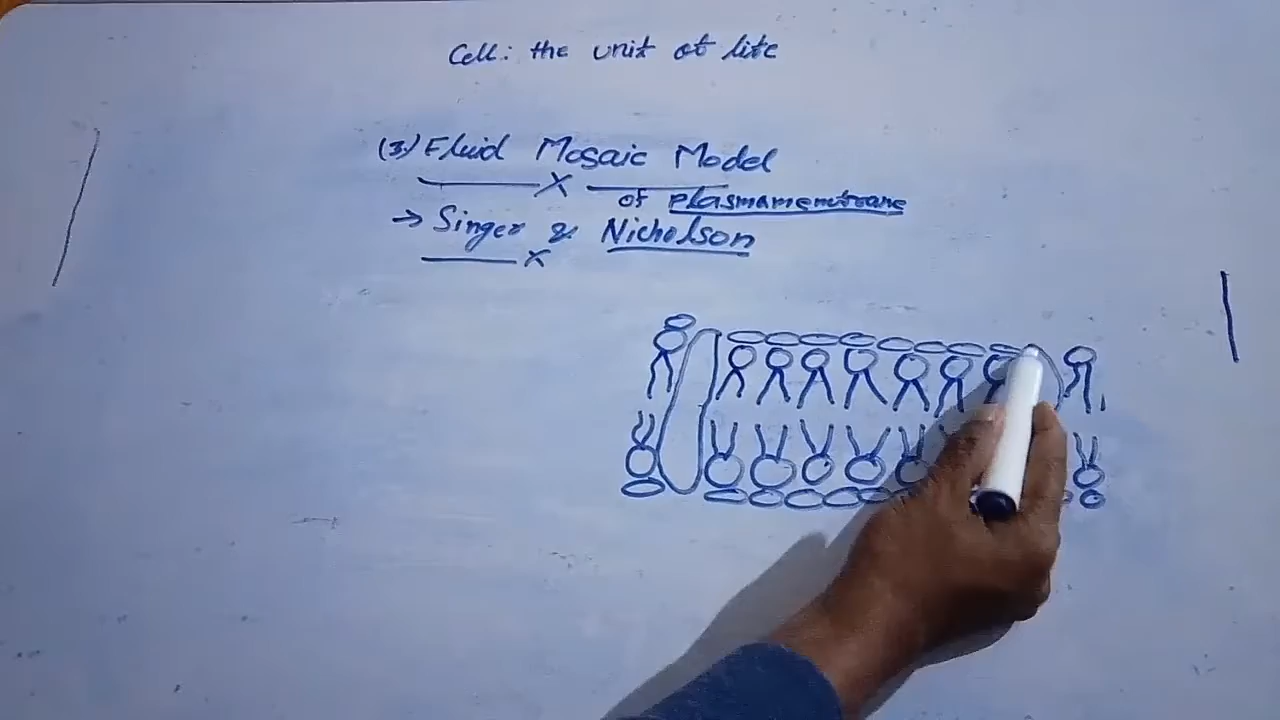 Cell: the unit of life
(3) Fluid Mosaic Model
of plasmamembrane
→ Singer & Nicholson